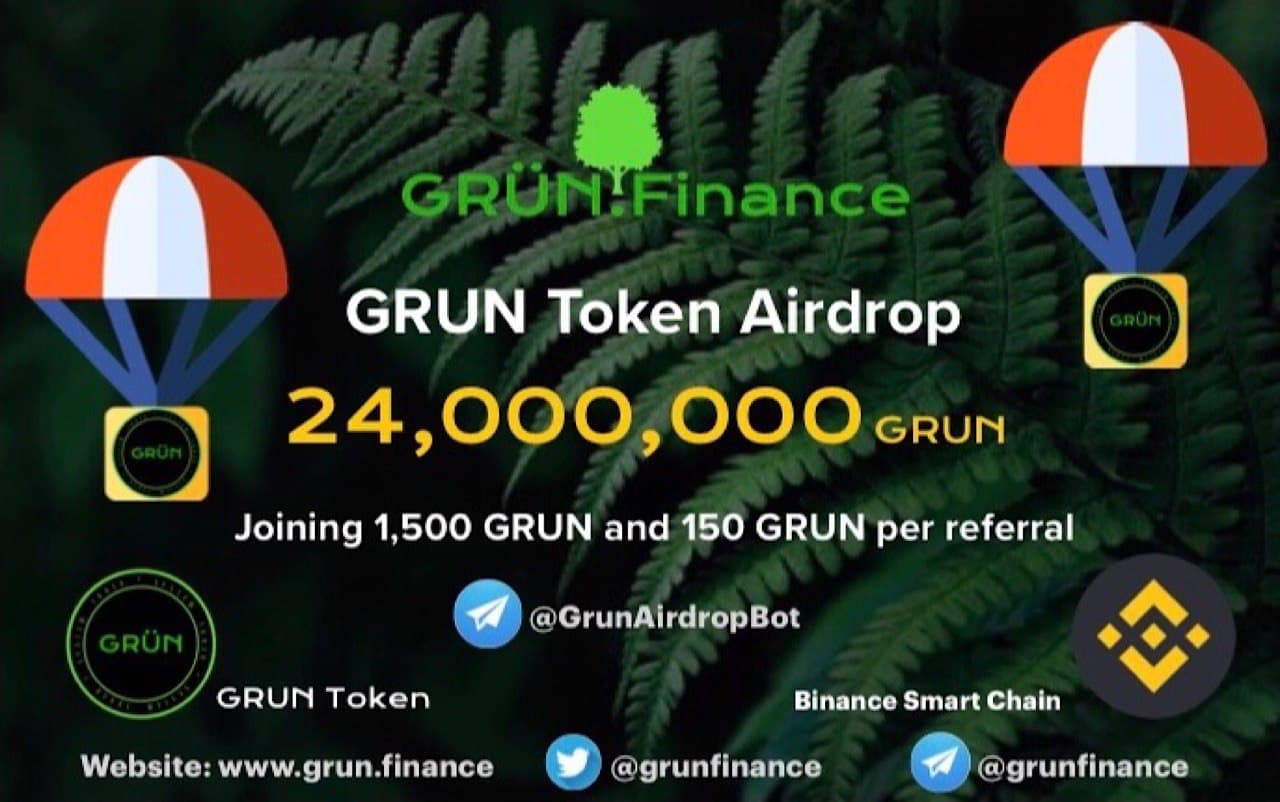 GRÜN.Finance
GRUN Token Airdrop
GRÜN
24,000,000 GRUN
GRÜN
Joining 1,500 GRUN and 150 GRUN per referral
@GrunAirdropBot
GRÜN
GRUN Token
Binance Smart Chain
Website: www.grun.finance
@grunfinance
@grunfinance